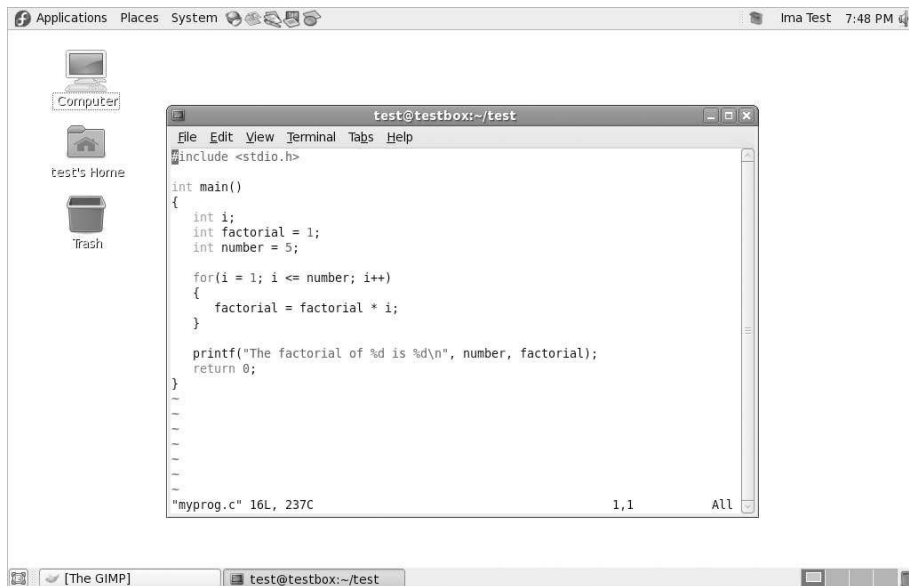 Applications Places System Ima Test 7:48 PM
Computer
test's Home
Trash
test@testbox:~/test
File Edit View Terminal Tabs Help
#include <stdio.h>
int main()
{
int i;
int factorial = 1;
int number = 5;
for(i = 1; i <= number; i++)
{
factorial = factorial * i;
}
printf("The factorial of %d is %d\n", number, factorial);
return 0;
}
~
~
~
~
~
~
~
"myprog.c" 16L, 237C 1,1 All
[The GIMP] test@testbox:~/test